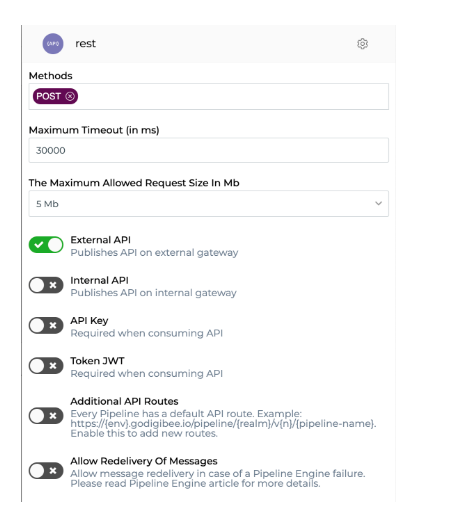 (API) rest
Methods
POST
Maximum Timeout (in ms)
30000
The Maximum Allowed Request Size In Mb
5 Mb
External API
Publishes API on external gateway
Internal API
Publishes API on internal gateway
API Key
Required when consuming API
Token JWT
Required when consuming API
Additional API Routes
Every Pipeline has a default API route. Example:
https://{env}.godigibee.io/pipeline/{realm}/v{n}/{pipeline-name}.
Enable this to add new routes.
Allow Redelivery Of Messages
Allow message redelivery in case of a Pipeline Engine failure.
Please read Pipeline Engine article for more details.